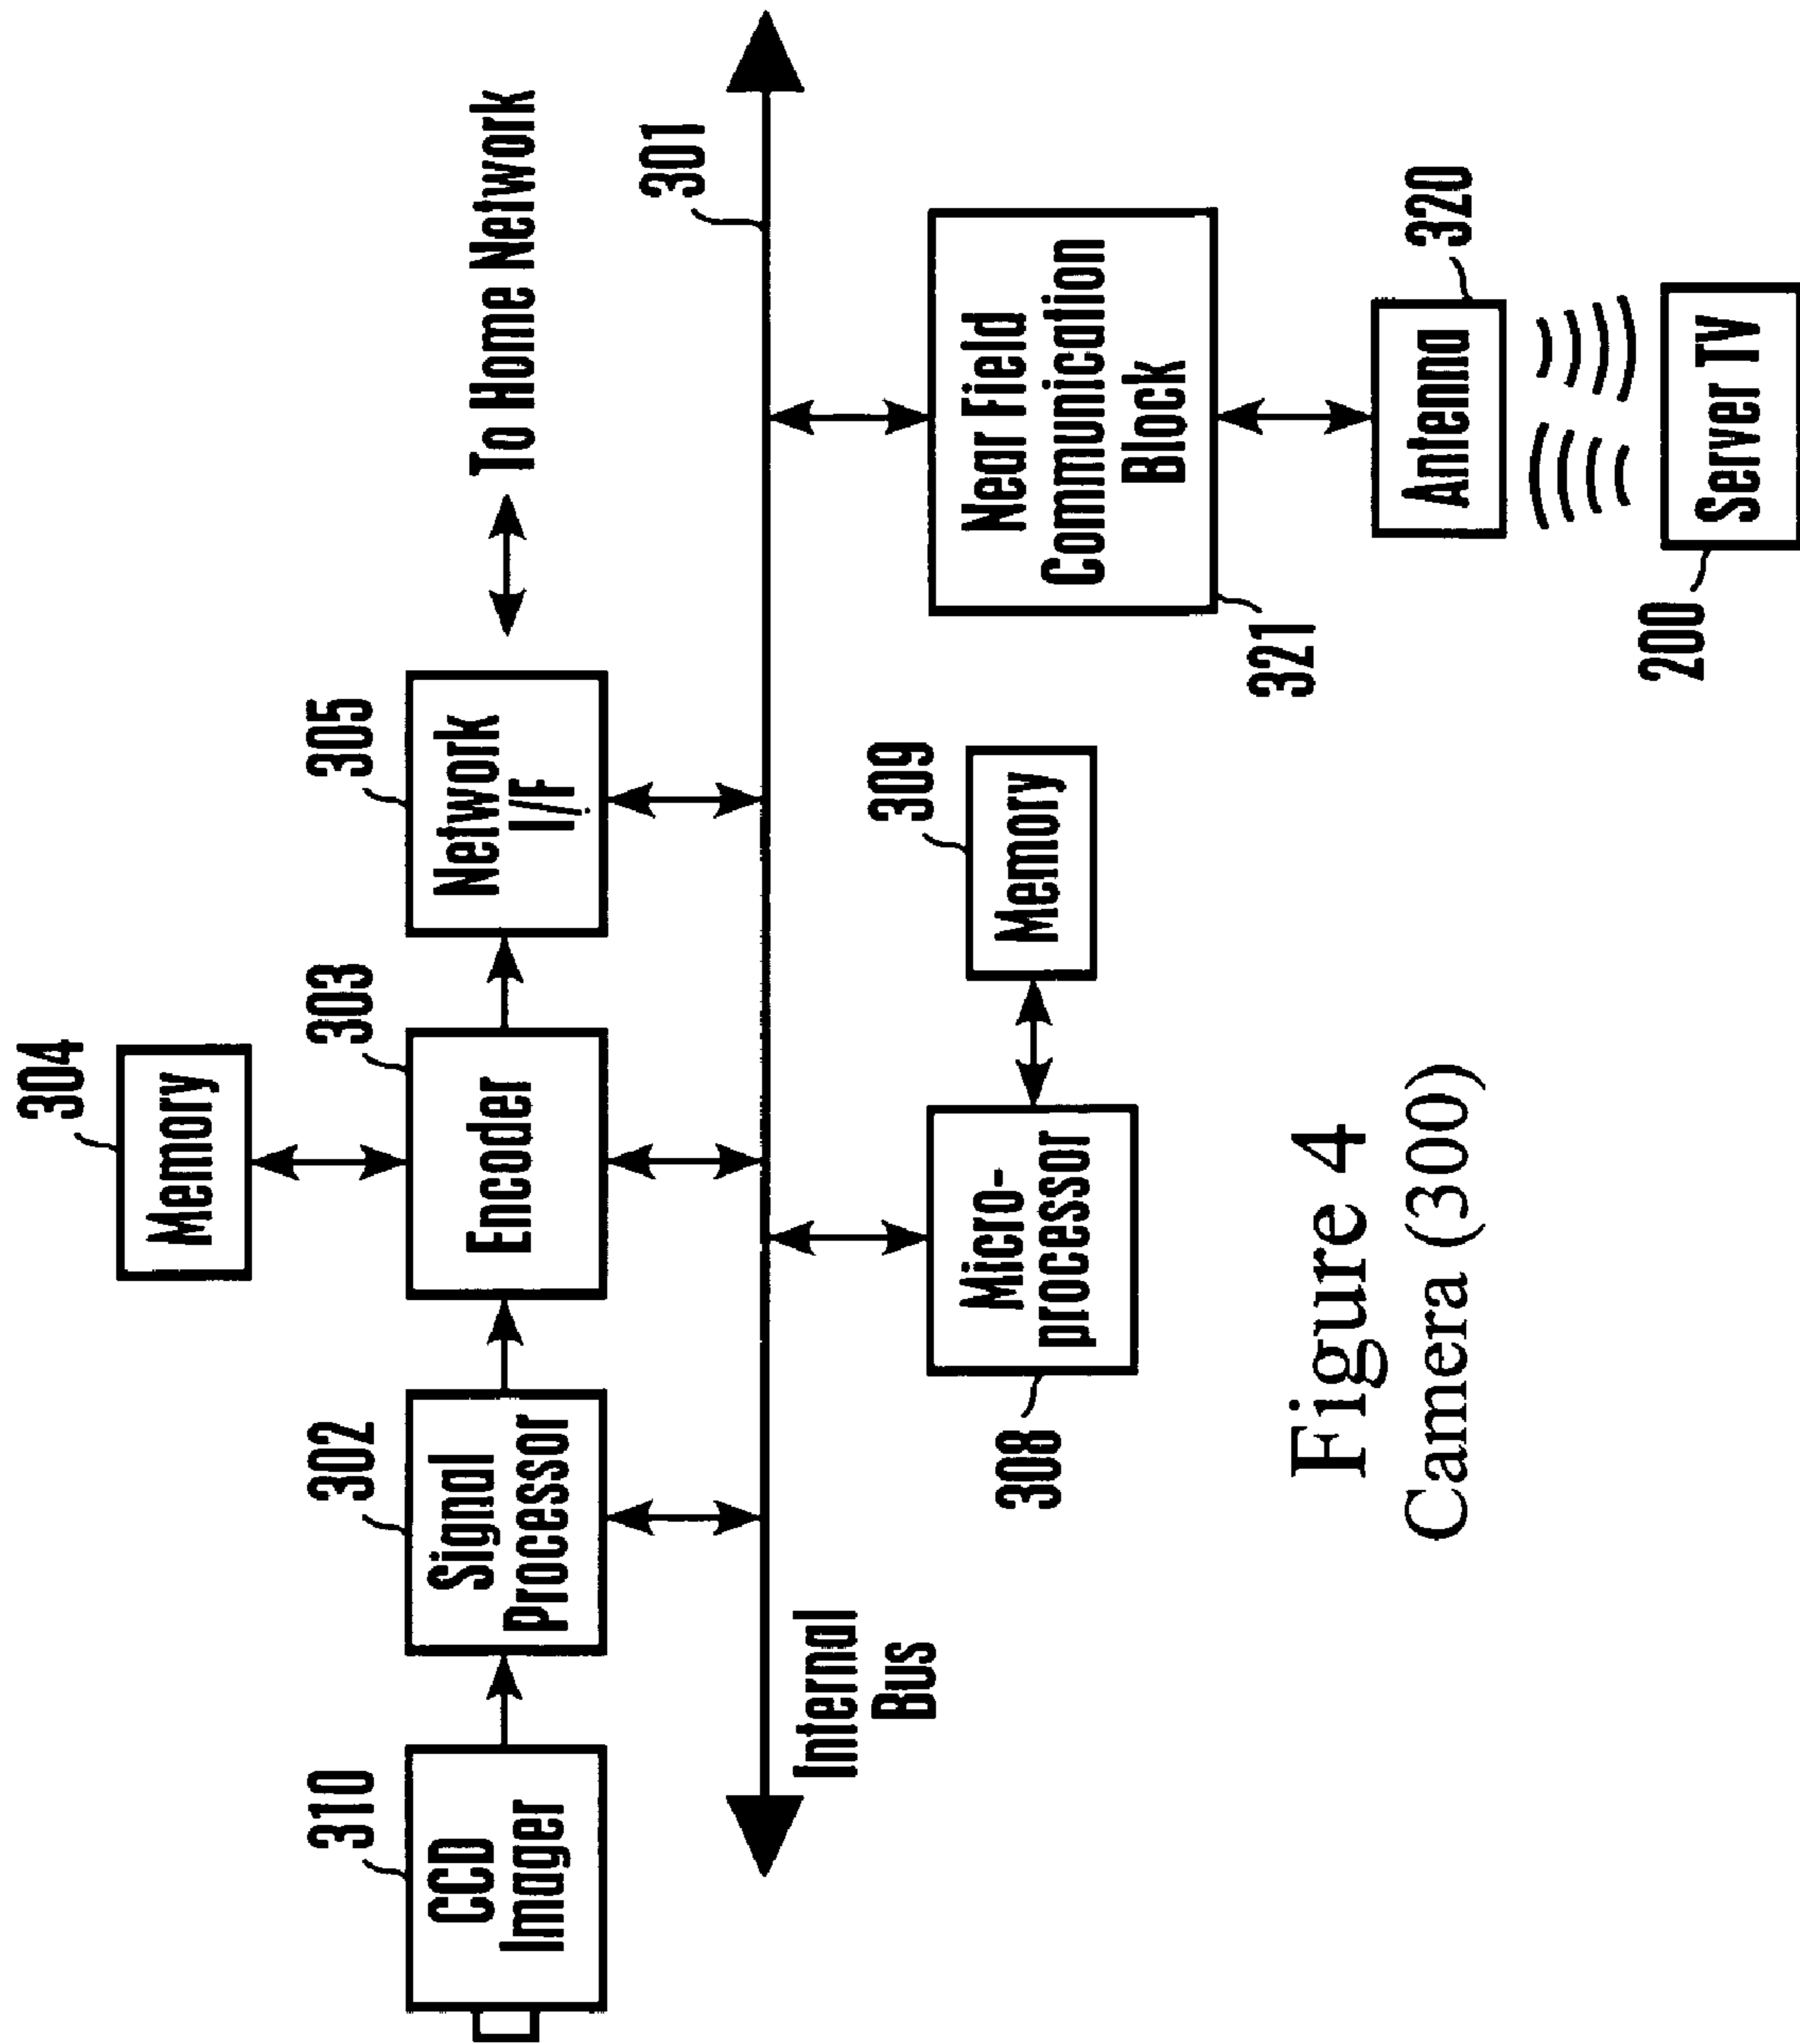 304
Memory
310
302
303
305
CCD
Imager
Signal
processor
Encoder
Network
I/F
To Home Network
301
Internal
Bus
309
Micro-
processor
Memory
308
Near Field
Communication
Block
321
320
Antenna
200
Server TV
Figure 4
Camera (300)